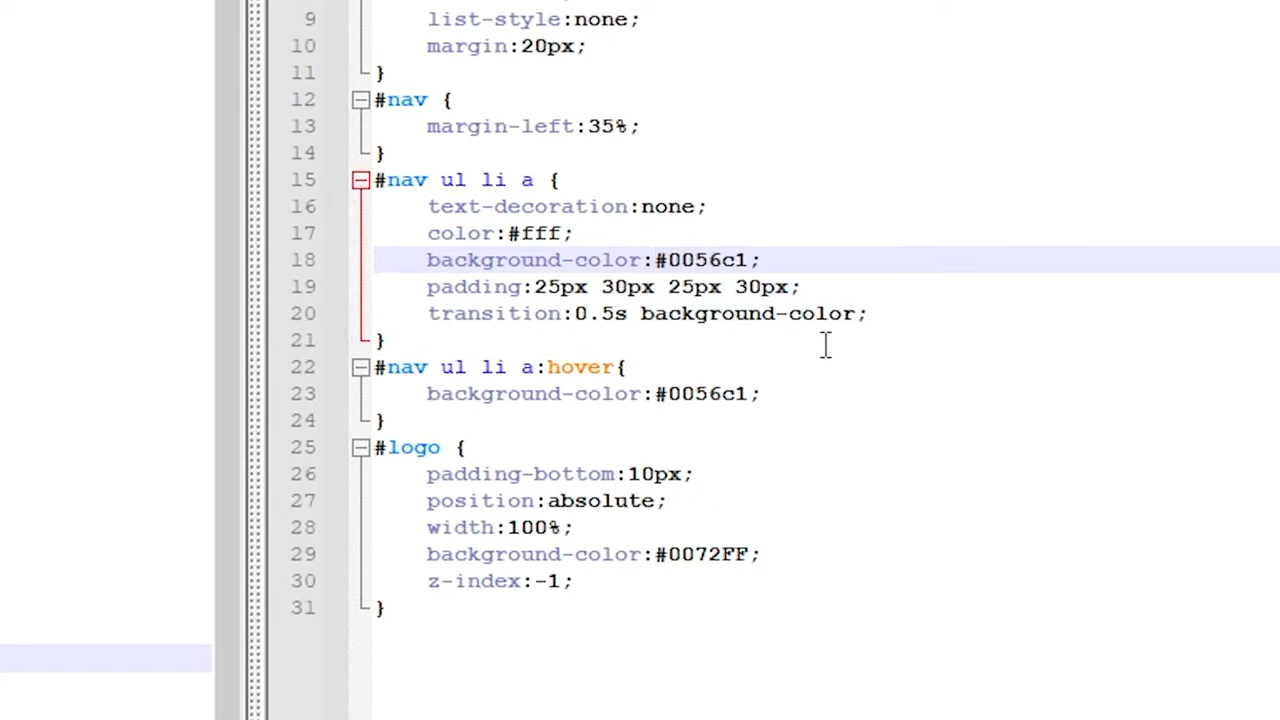 9 list-style:none;
10 margin:20px;
11 }
12 #nav {
13 margin-left:35%;
14 }
15 #nav ul li a {
16 text-decoration:none;
17 color:#fff;
18 background-color:#0056c1;
19 padding:25px 30px 25px 30px;
20 transition:0.5s background-color;
21 }
22 #nav ul li a:hover{
23 background-color:#0056c1;
24 }
25 #logo {
26 padding-bottom:10px;
27 position:absolute;
28 width:100%;
29 background-color:#0072FF;
30 z-index:-1;
31 }